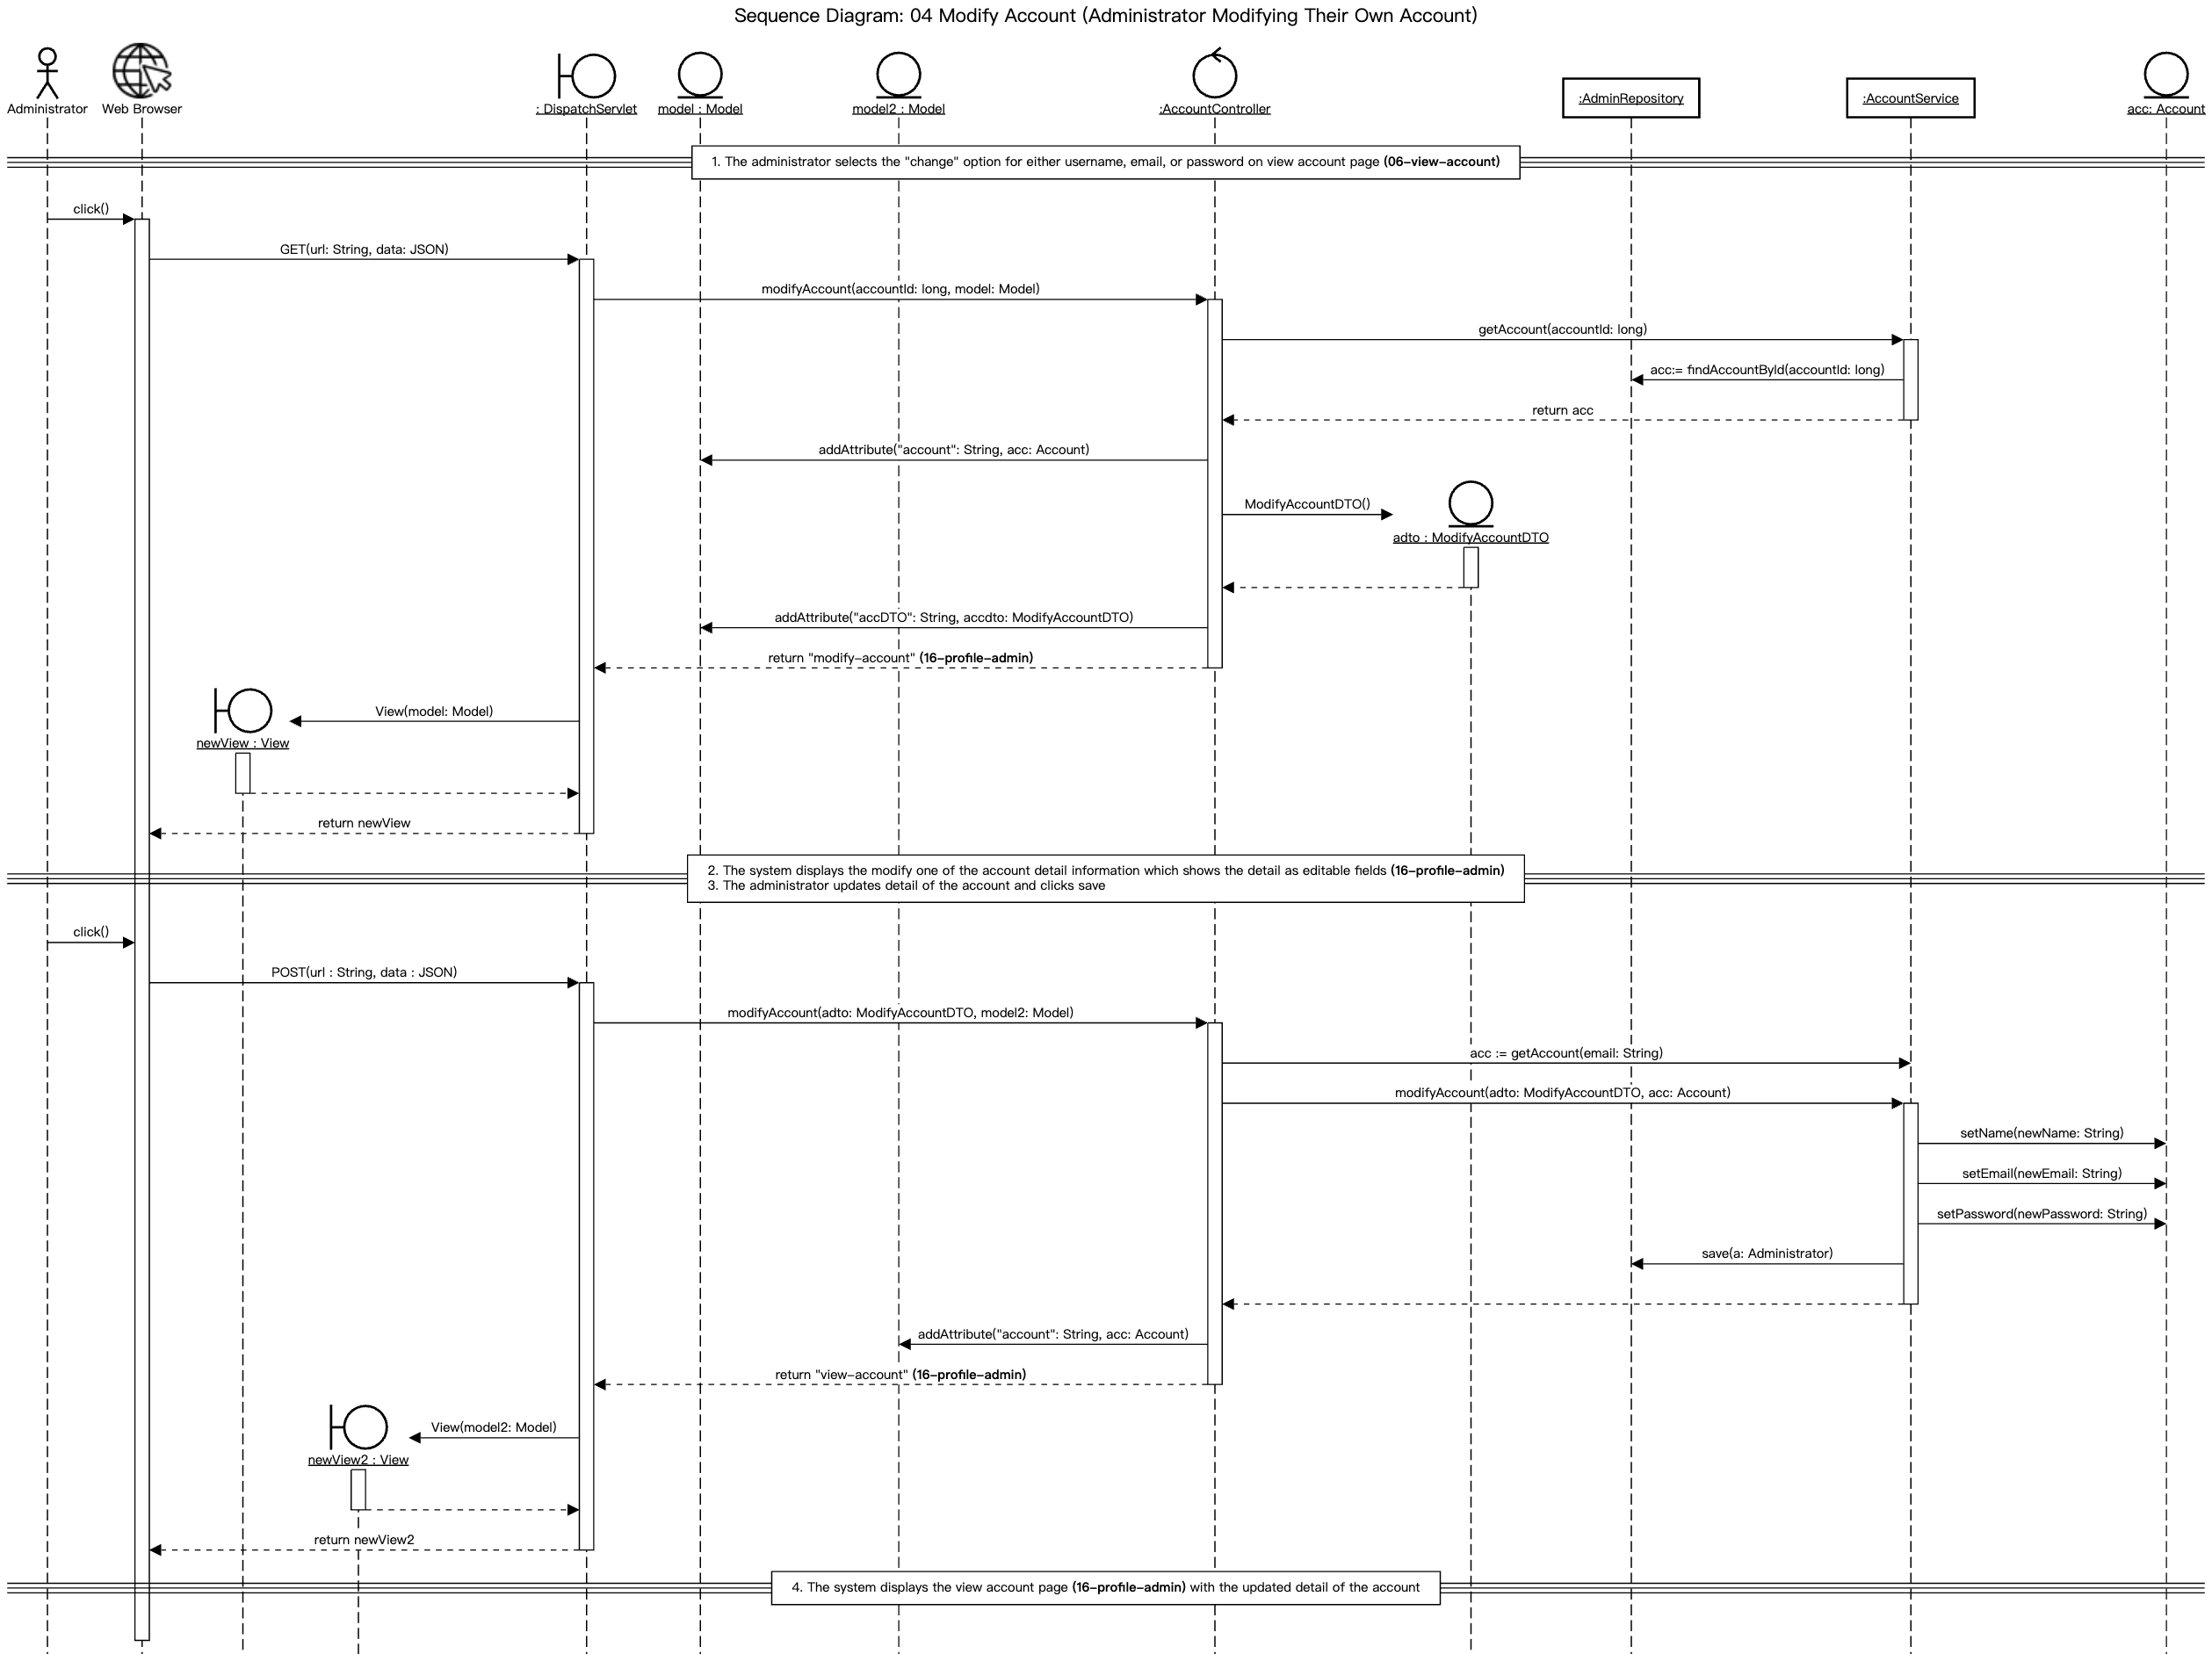 Sequence Diagram: 04 Modify Account (Administrator Modifying Their Own Account)
Administrator
Web Browser
: DispatchServlet
model : Model
model2 : Model
:AccountController
:AdminRepository
:AccountService
acc: Account
1. The administrator selects the "change" option for either username, email, or password on view account page (06-view-account)
click()
GET(url: String, data: JSON)
modifyAccount(accountId: long, model: Model)
getAccount(accountId: long)
acc:= findAccountById(accountId: long)
return acc
addAttribute("account": String, acc: Account)
ModifyAccountDTO()
adto : ModifyAccountDTO
addAttribute("accDTO": String, accdto: ModifyAccountDTO)
return "modify-account" (16-profile-admin)
View(model: Model)
newView : View
return newView
2. The system displays the modify one of the account detail information which shows the detail as editable fields (16-profile-admin)
3. The administrator updates detail of the account and clicks save
click()
POST(url : String, data : JSON)
modifyAccount(adto: ModifyAccountDTO, model2: Model)
acc := getAccount(email: String)
modifyAccount(adto: ModifyAccountDTO, acc: Account)
setName(newName: String)
setEmail(newEmail: String)
setPassword(newPassword: String)
save(a: Administrator)
addAttribute("account": String, acc: Account)
return "view-account" (16-profile-admin)
View(model2: Model)
newView2 : View
return newView2
4. The system displays the view account page (16-profile-admin) with the updated detail of the account